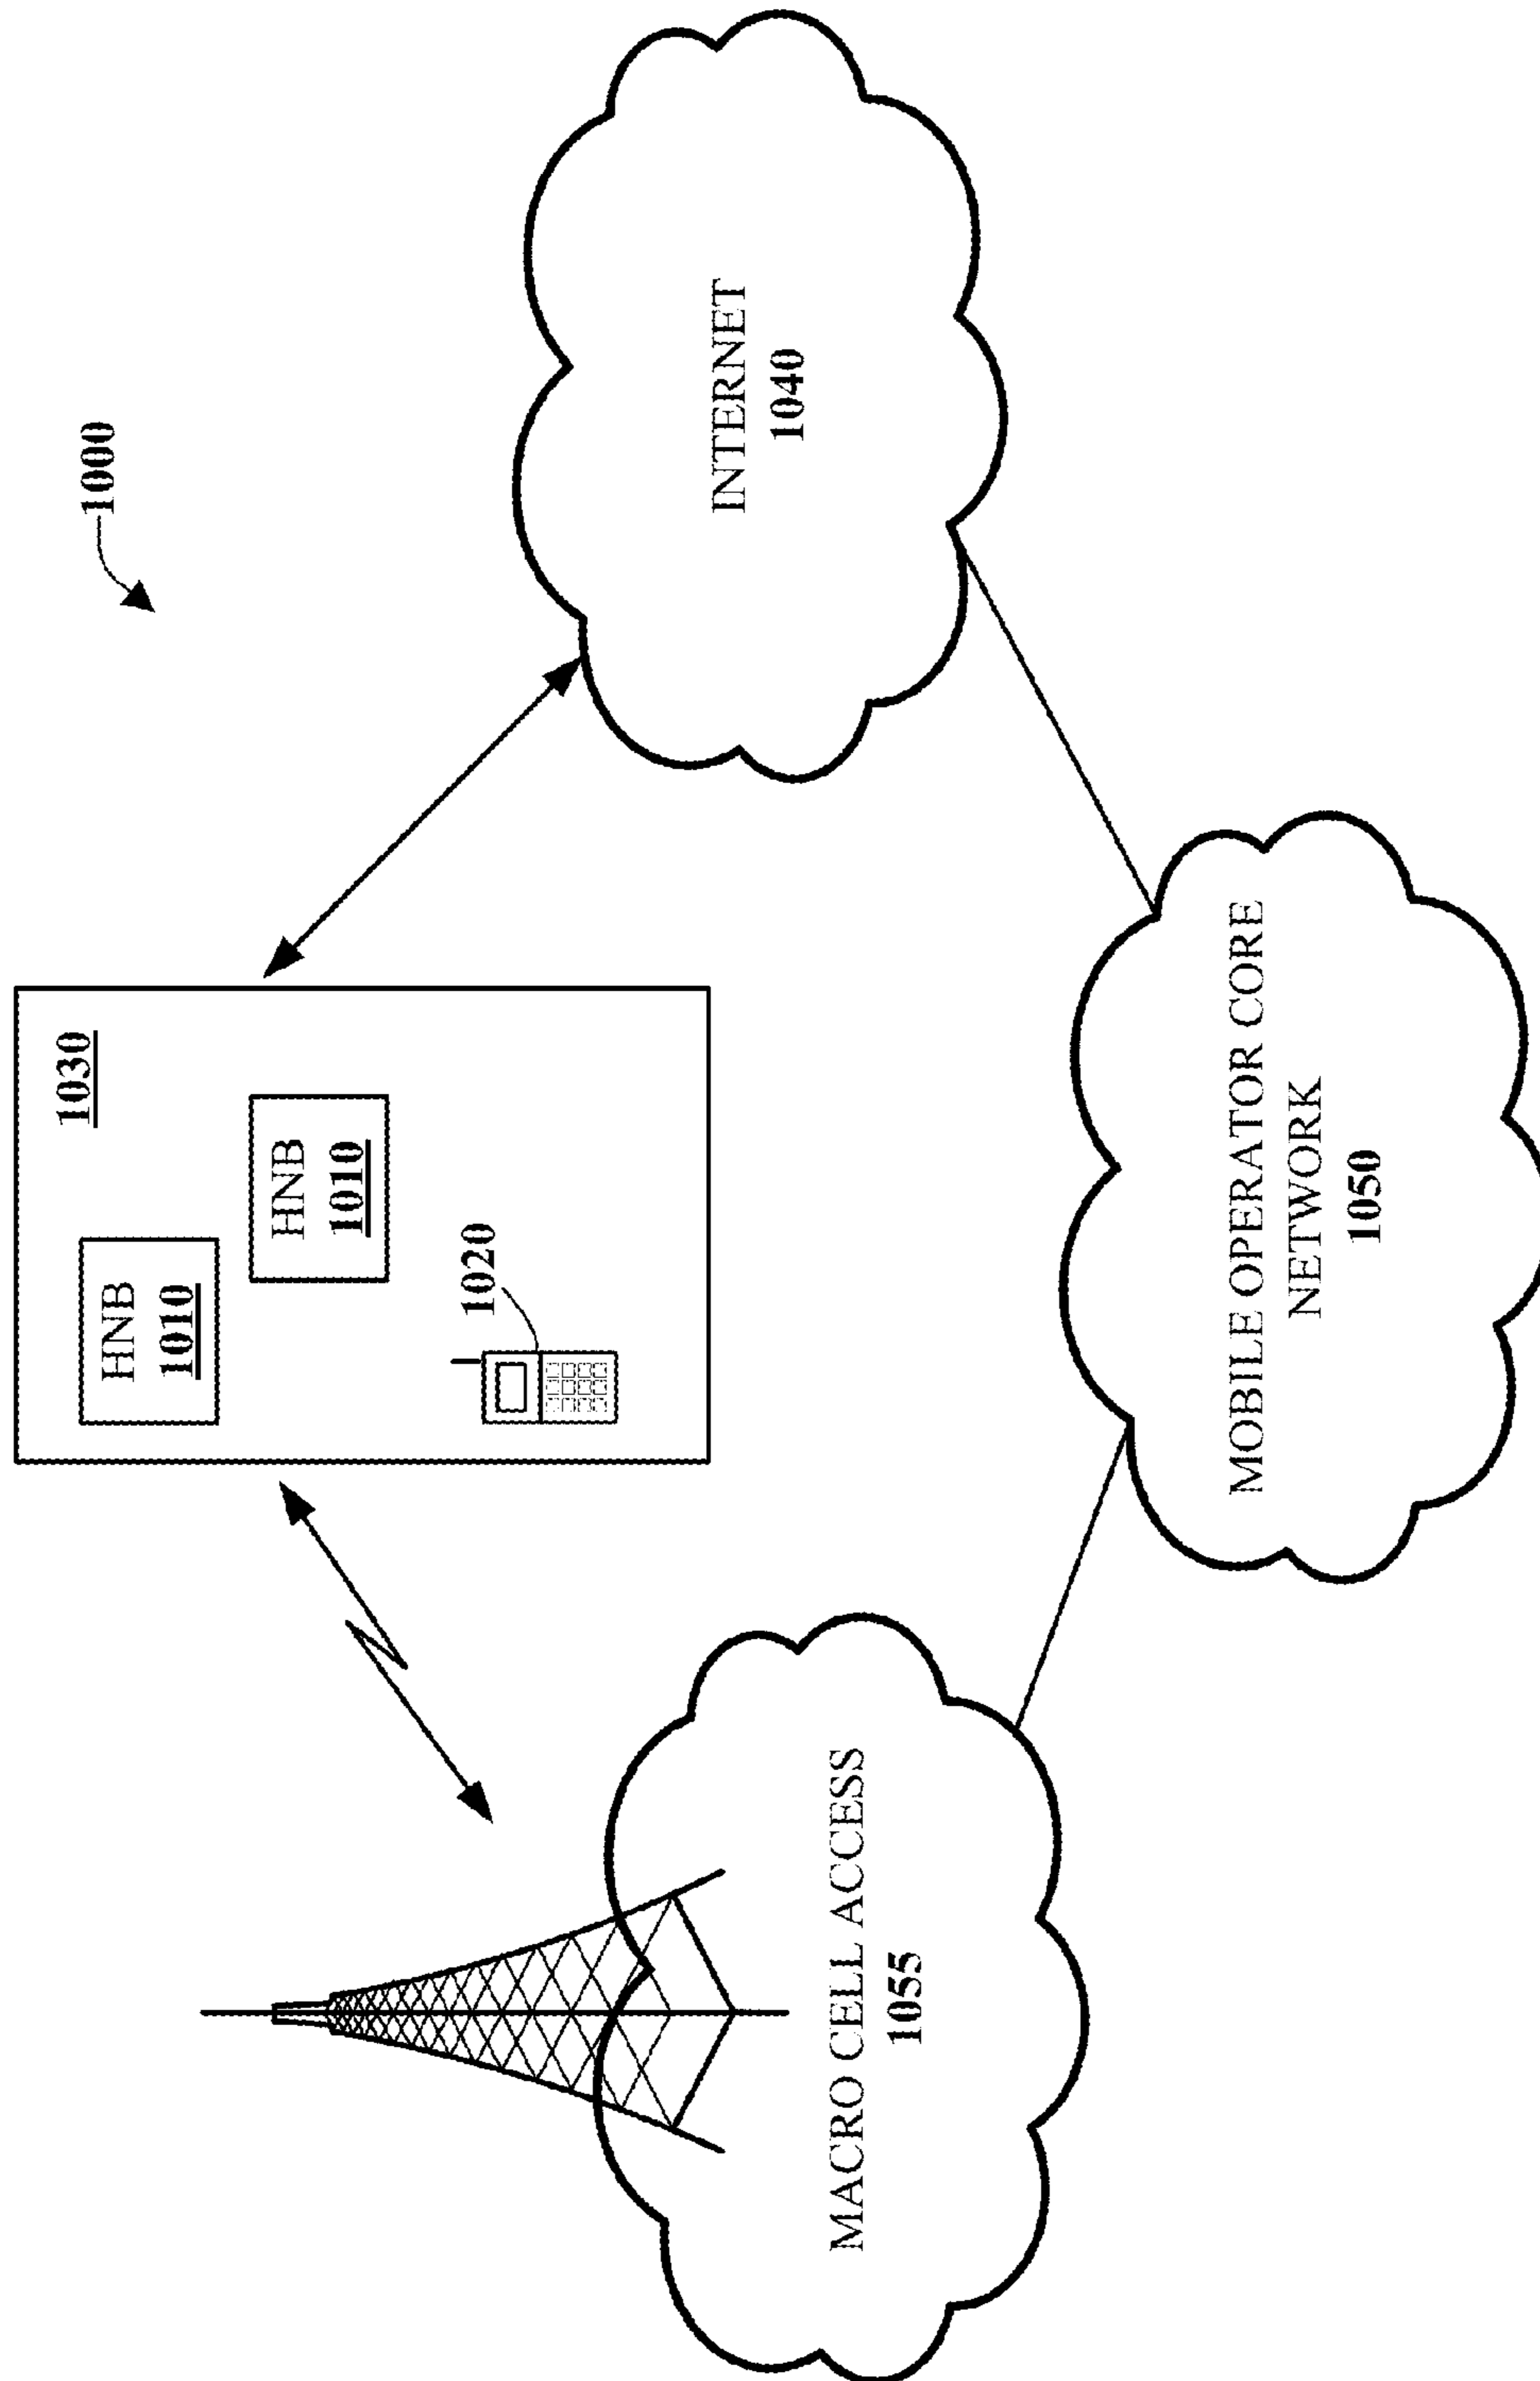 1000
1030
HNB
1010
HNB
1010
1020
INTERNET
1040
MACRO CELL ACCESS
1055
MOBILE OPERATOR CORE
NETWORK
1050